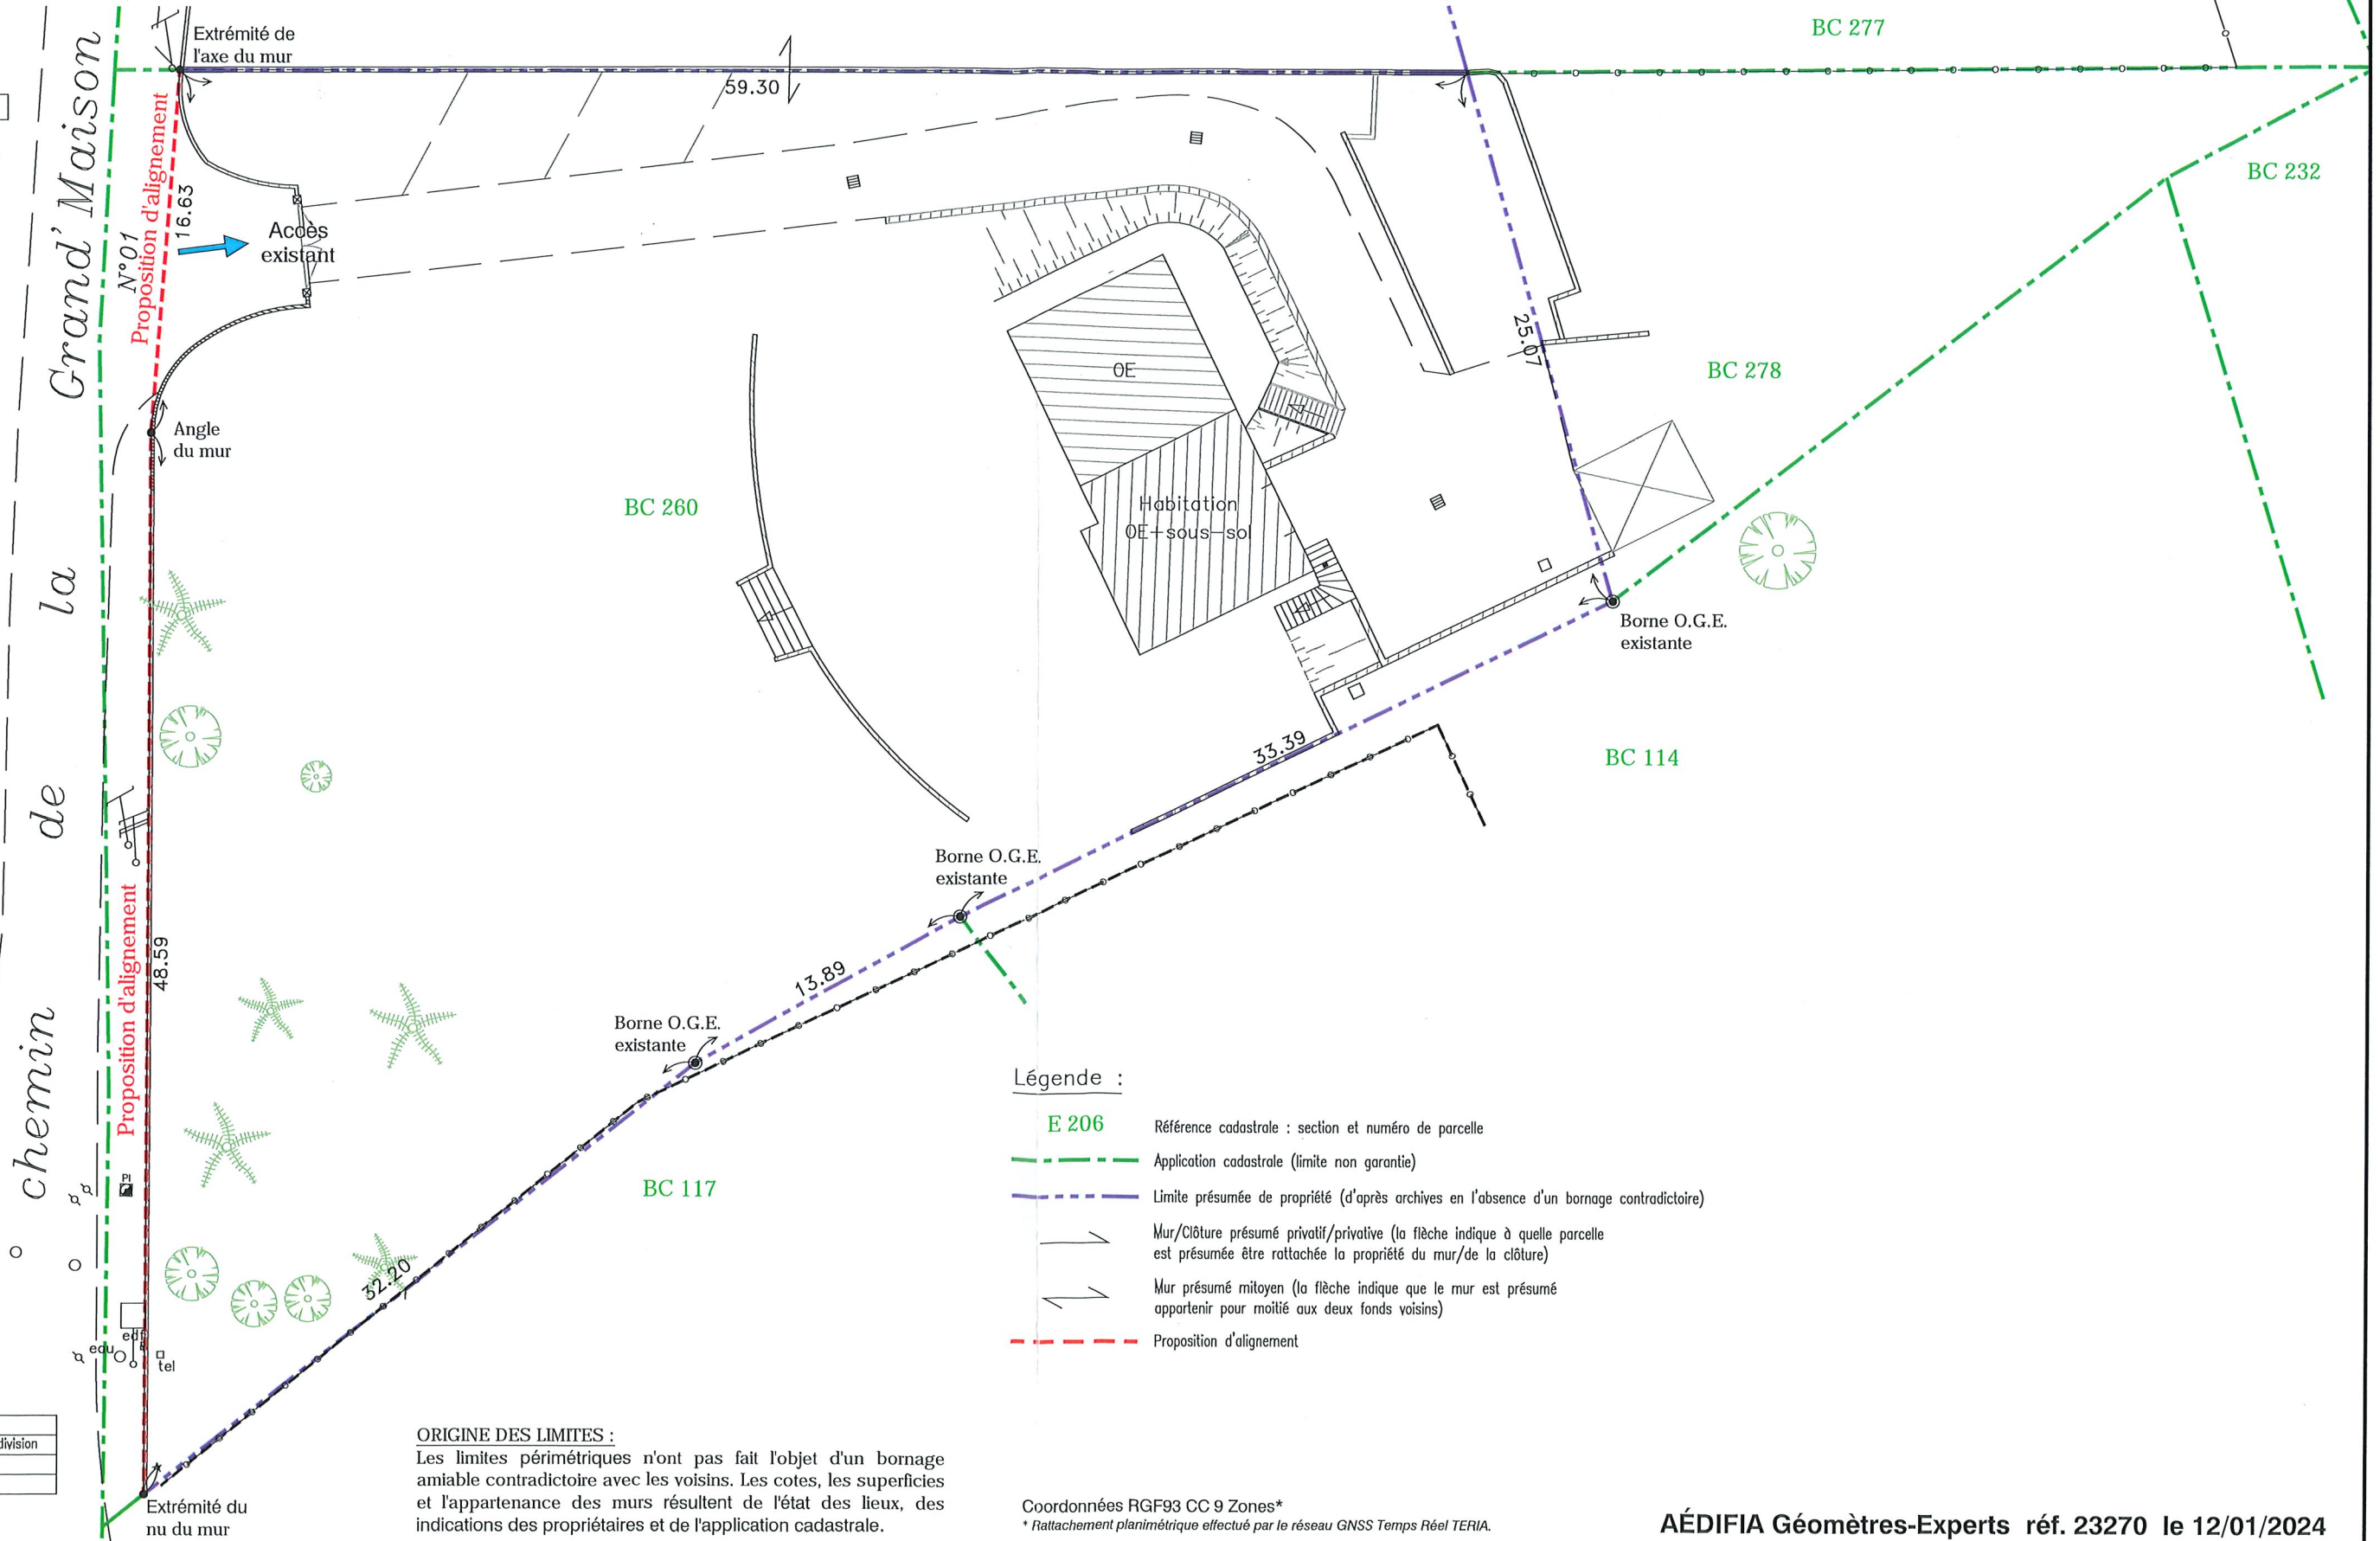 Extrémité de
l'axe du mur
BC 277
59.30
BC 232
chemin de la Grand' Maison
N°01
Proposition d'alignement
16.63
Accès
existant
25.07
OE
BC 278
Angle
du mur
BC 260
Habitation
OE+sous-sol
Borne O.G.E.
existante
33.39
BC 114
Borne O.G.E.
existante
Proposition d'alignement
48.59
13.89
Borne O.G.E.
existante
PI
BC 117
32.20
edf
eau
tel
Légende :
E 206
Référence cadastrale : section et numéro de parcelle
Application cadastrale (limite non garantie)
Limite présumée de propriété (d'après archives en l'absence d'un bornage contradictoire)
Mur/Clôture présumé privatif/privative (la flèche indique à quelle parcelle
est présumée être rattachée la propriété du mur/de la clôture)
Mur présumé mitoyen (la flèche indique que le mur est présumé
appartenir pour moitié aux deux fonds voisins)
Proposition d'alignement
division
Extrémité du
nu du mur
ORIGINE DES LIMITES :
Les limites périmétriques n'ont pas fait l'objet d'un bornage
amiable contradictoire avec les voisins. Les cotes, les superficies
et l'appartenance des murs résultent de l'état des lieux, des
indications des propriétaires et de l'application cadastrale.
Coordonnées RGF93 CC 9 Zones*
* Rattachement planimétrique effectué par le réseau GNSS Temps Réel TERIA.
AÉDIFIA Géomètres-Experts réf. 23270 le 12/01/2024